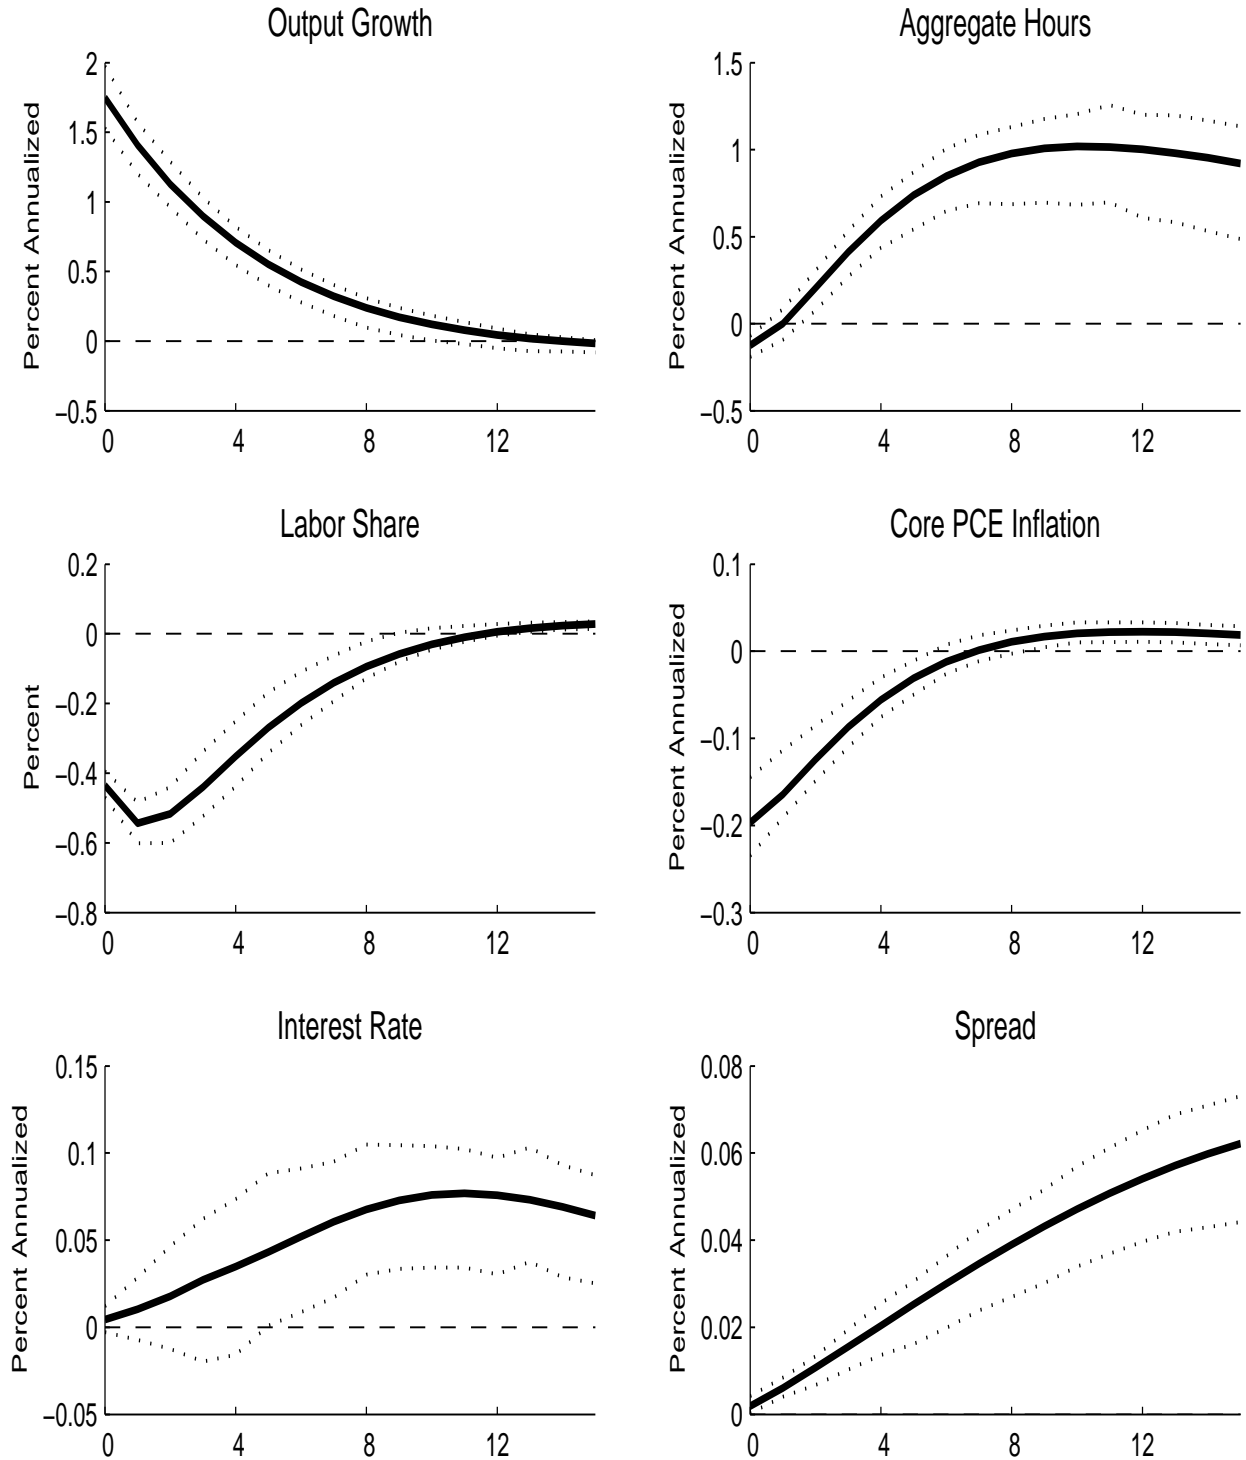 Output Growth
Percent Annualized
2
1.5
1
0.5
0
−0.5
0 4 8 12
Aggregate Hours
Percent Annualized
1.5
1
0.5
0
−0.5
0 4 8 12
Labor Share
Percent
0.2
0
−0.2
−0.4
−0.6
−0.8
0 4 8 12
Core PCE Inflation
Percent Annualized
0.1
0
−0.1
−0.2
−0.3
0 4 8 12
Interest Rate
Percent Annualized
0.15
0.1
0.05
0
−0.05
0 4 8 12
Spread
Percent Annualized
0.08
0.06
0.04
0.02
0
0 4 8 12